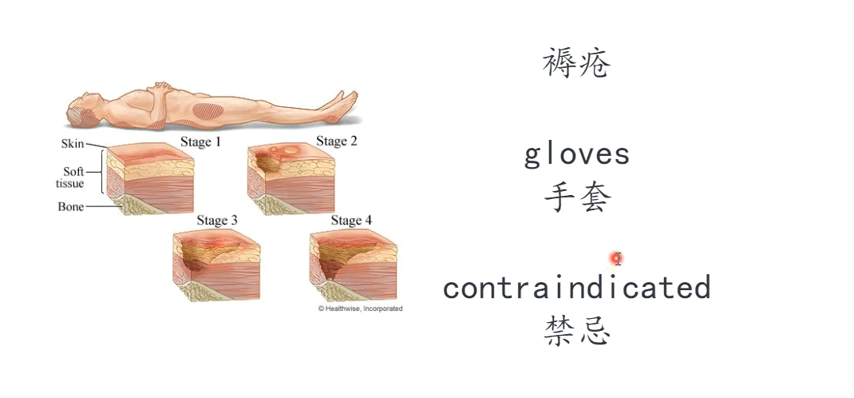 褥疮
gloves
手套
contraindicated
禁忌
Skin
Soft
tissue
Bone
Stage 1
Stage 2
Stage 3
Stage 4
© Healthwise, Incorporated